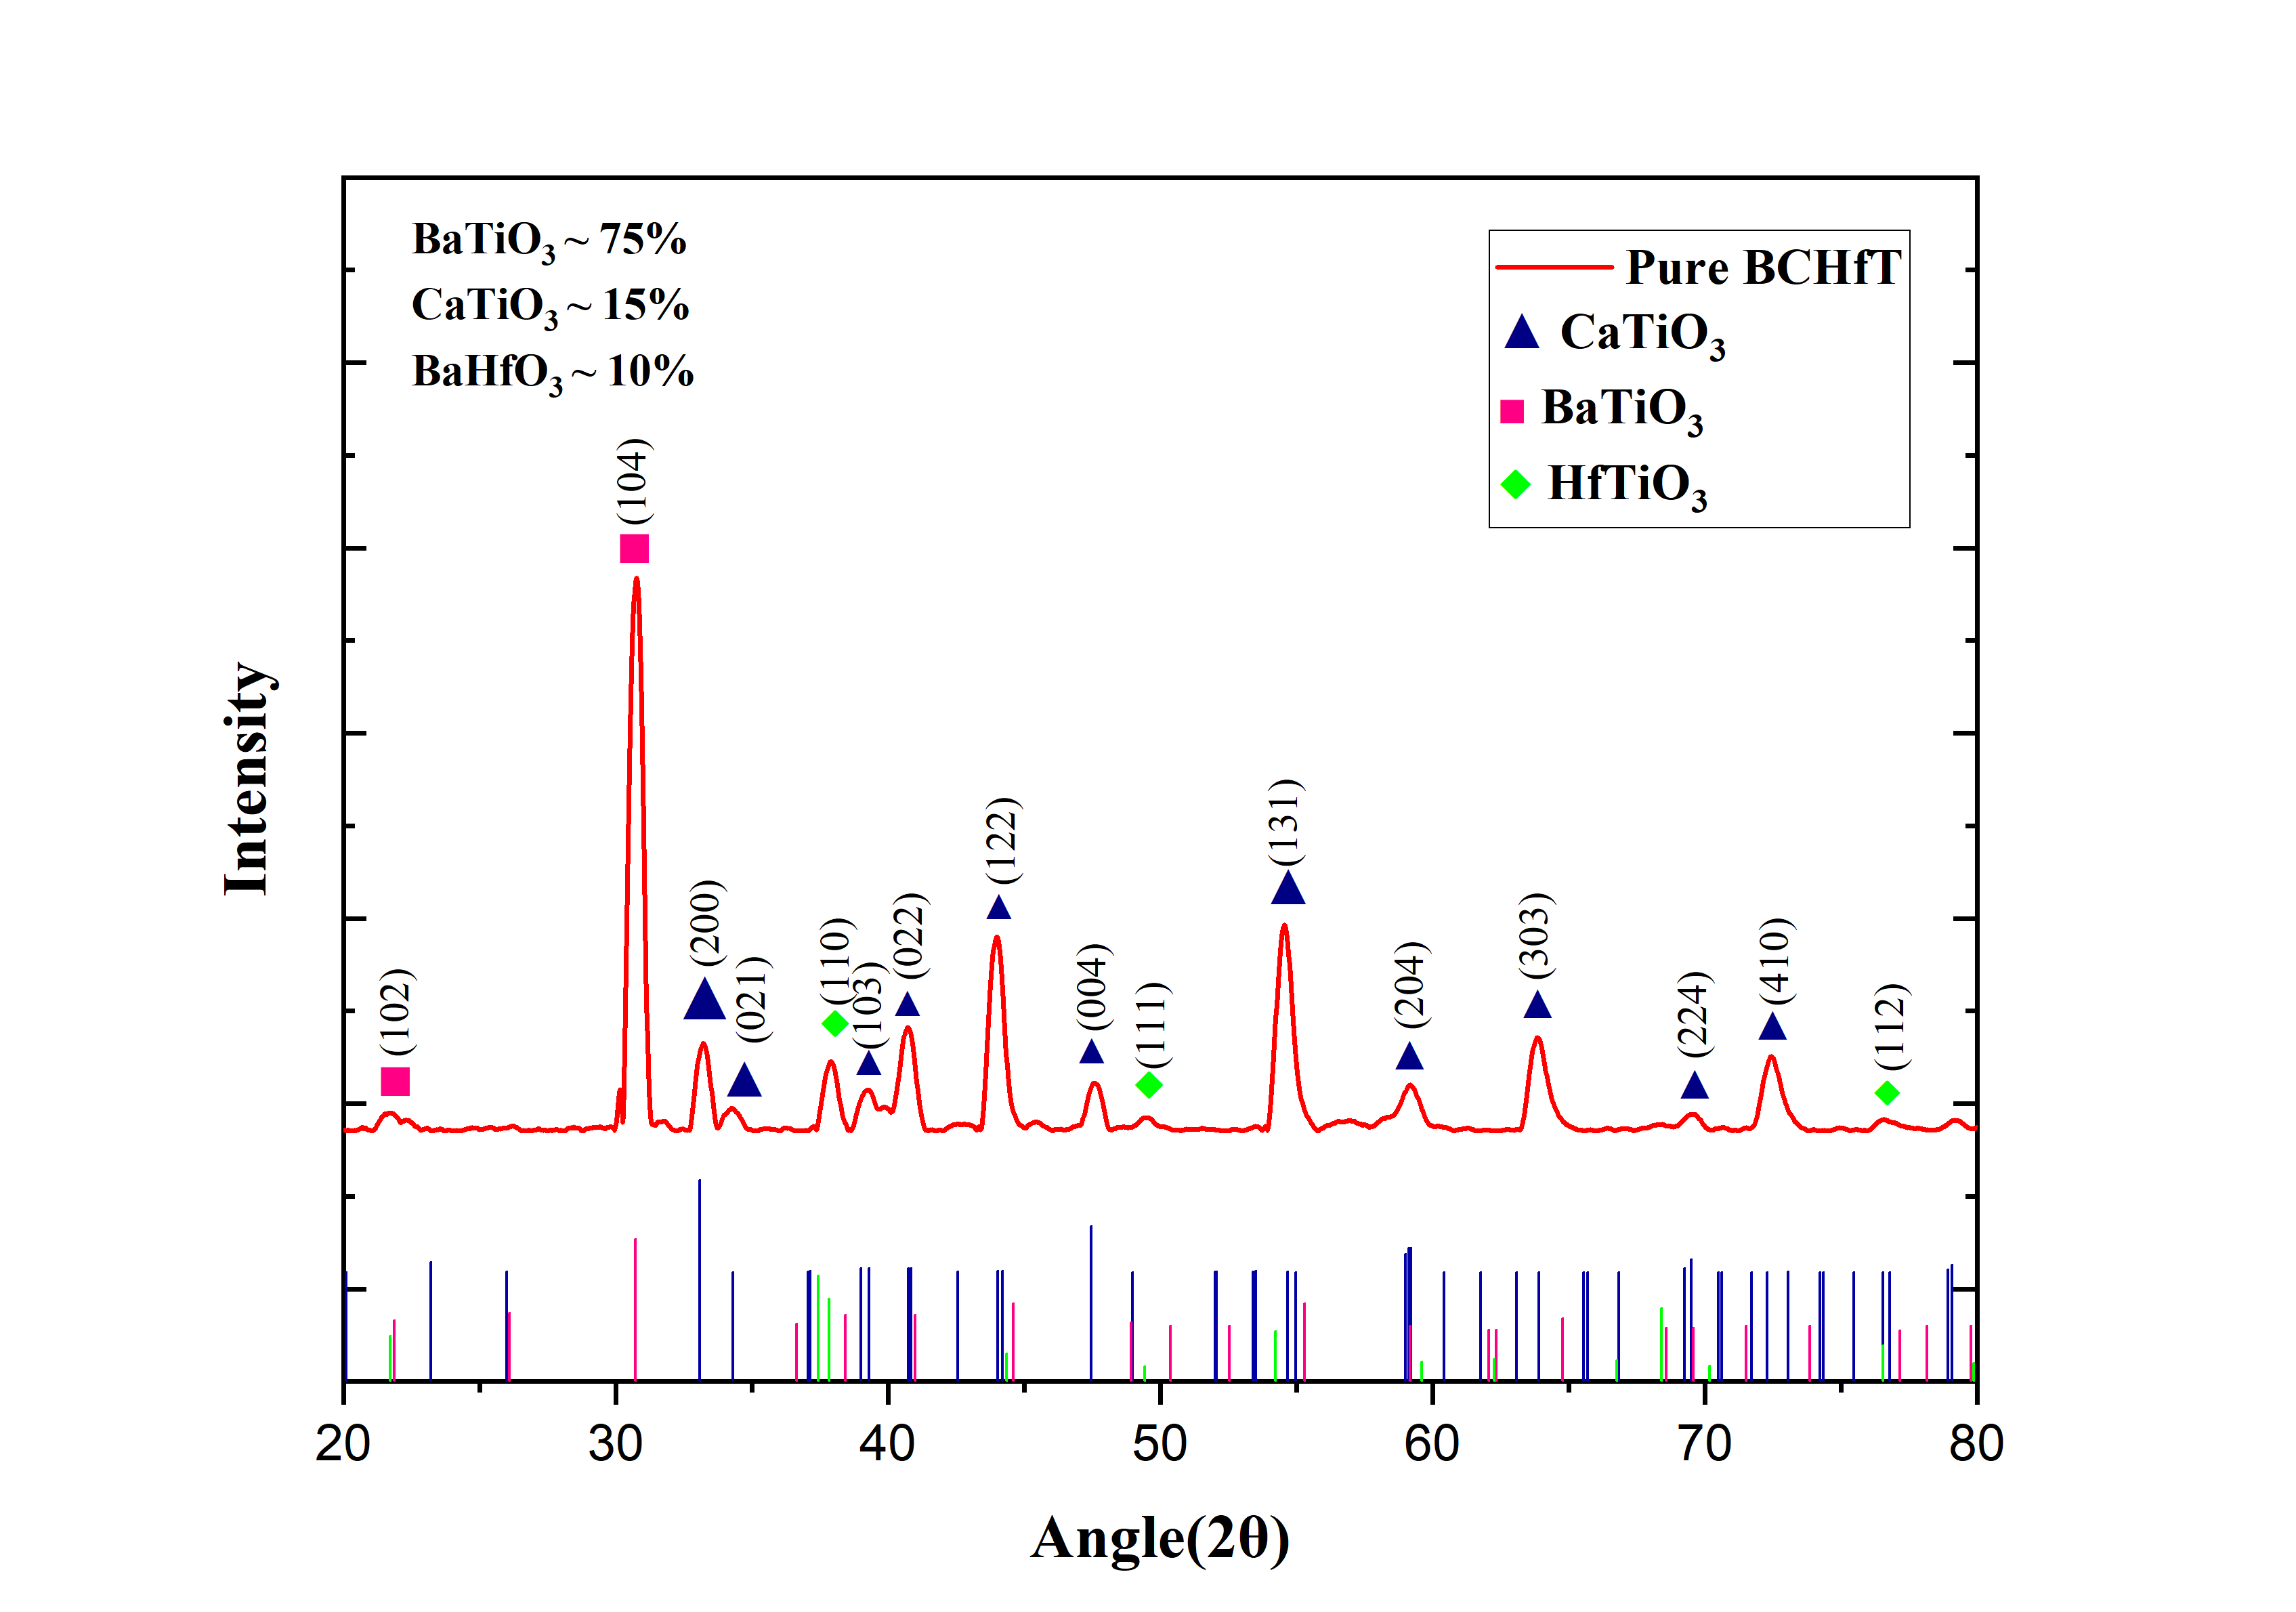 BaTiO3 ~ 75%
CaTiO3 ~ 15%
BaHfO3 ~ 10%
Pure BCHfT
CaTiO3
BaTiO3
HfTiO3
(102)
(104)
(200)
(021)
(110)
(103)
(022)
(122)
(004)
(111)
(131)
(204)
(303)
(224)
(410)
(112)
Intensity
20 30 40 50 60 70 80
Angle(2θ)